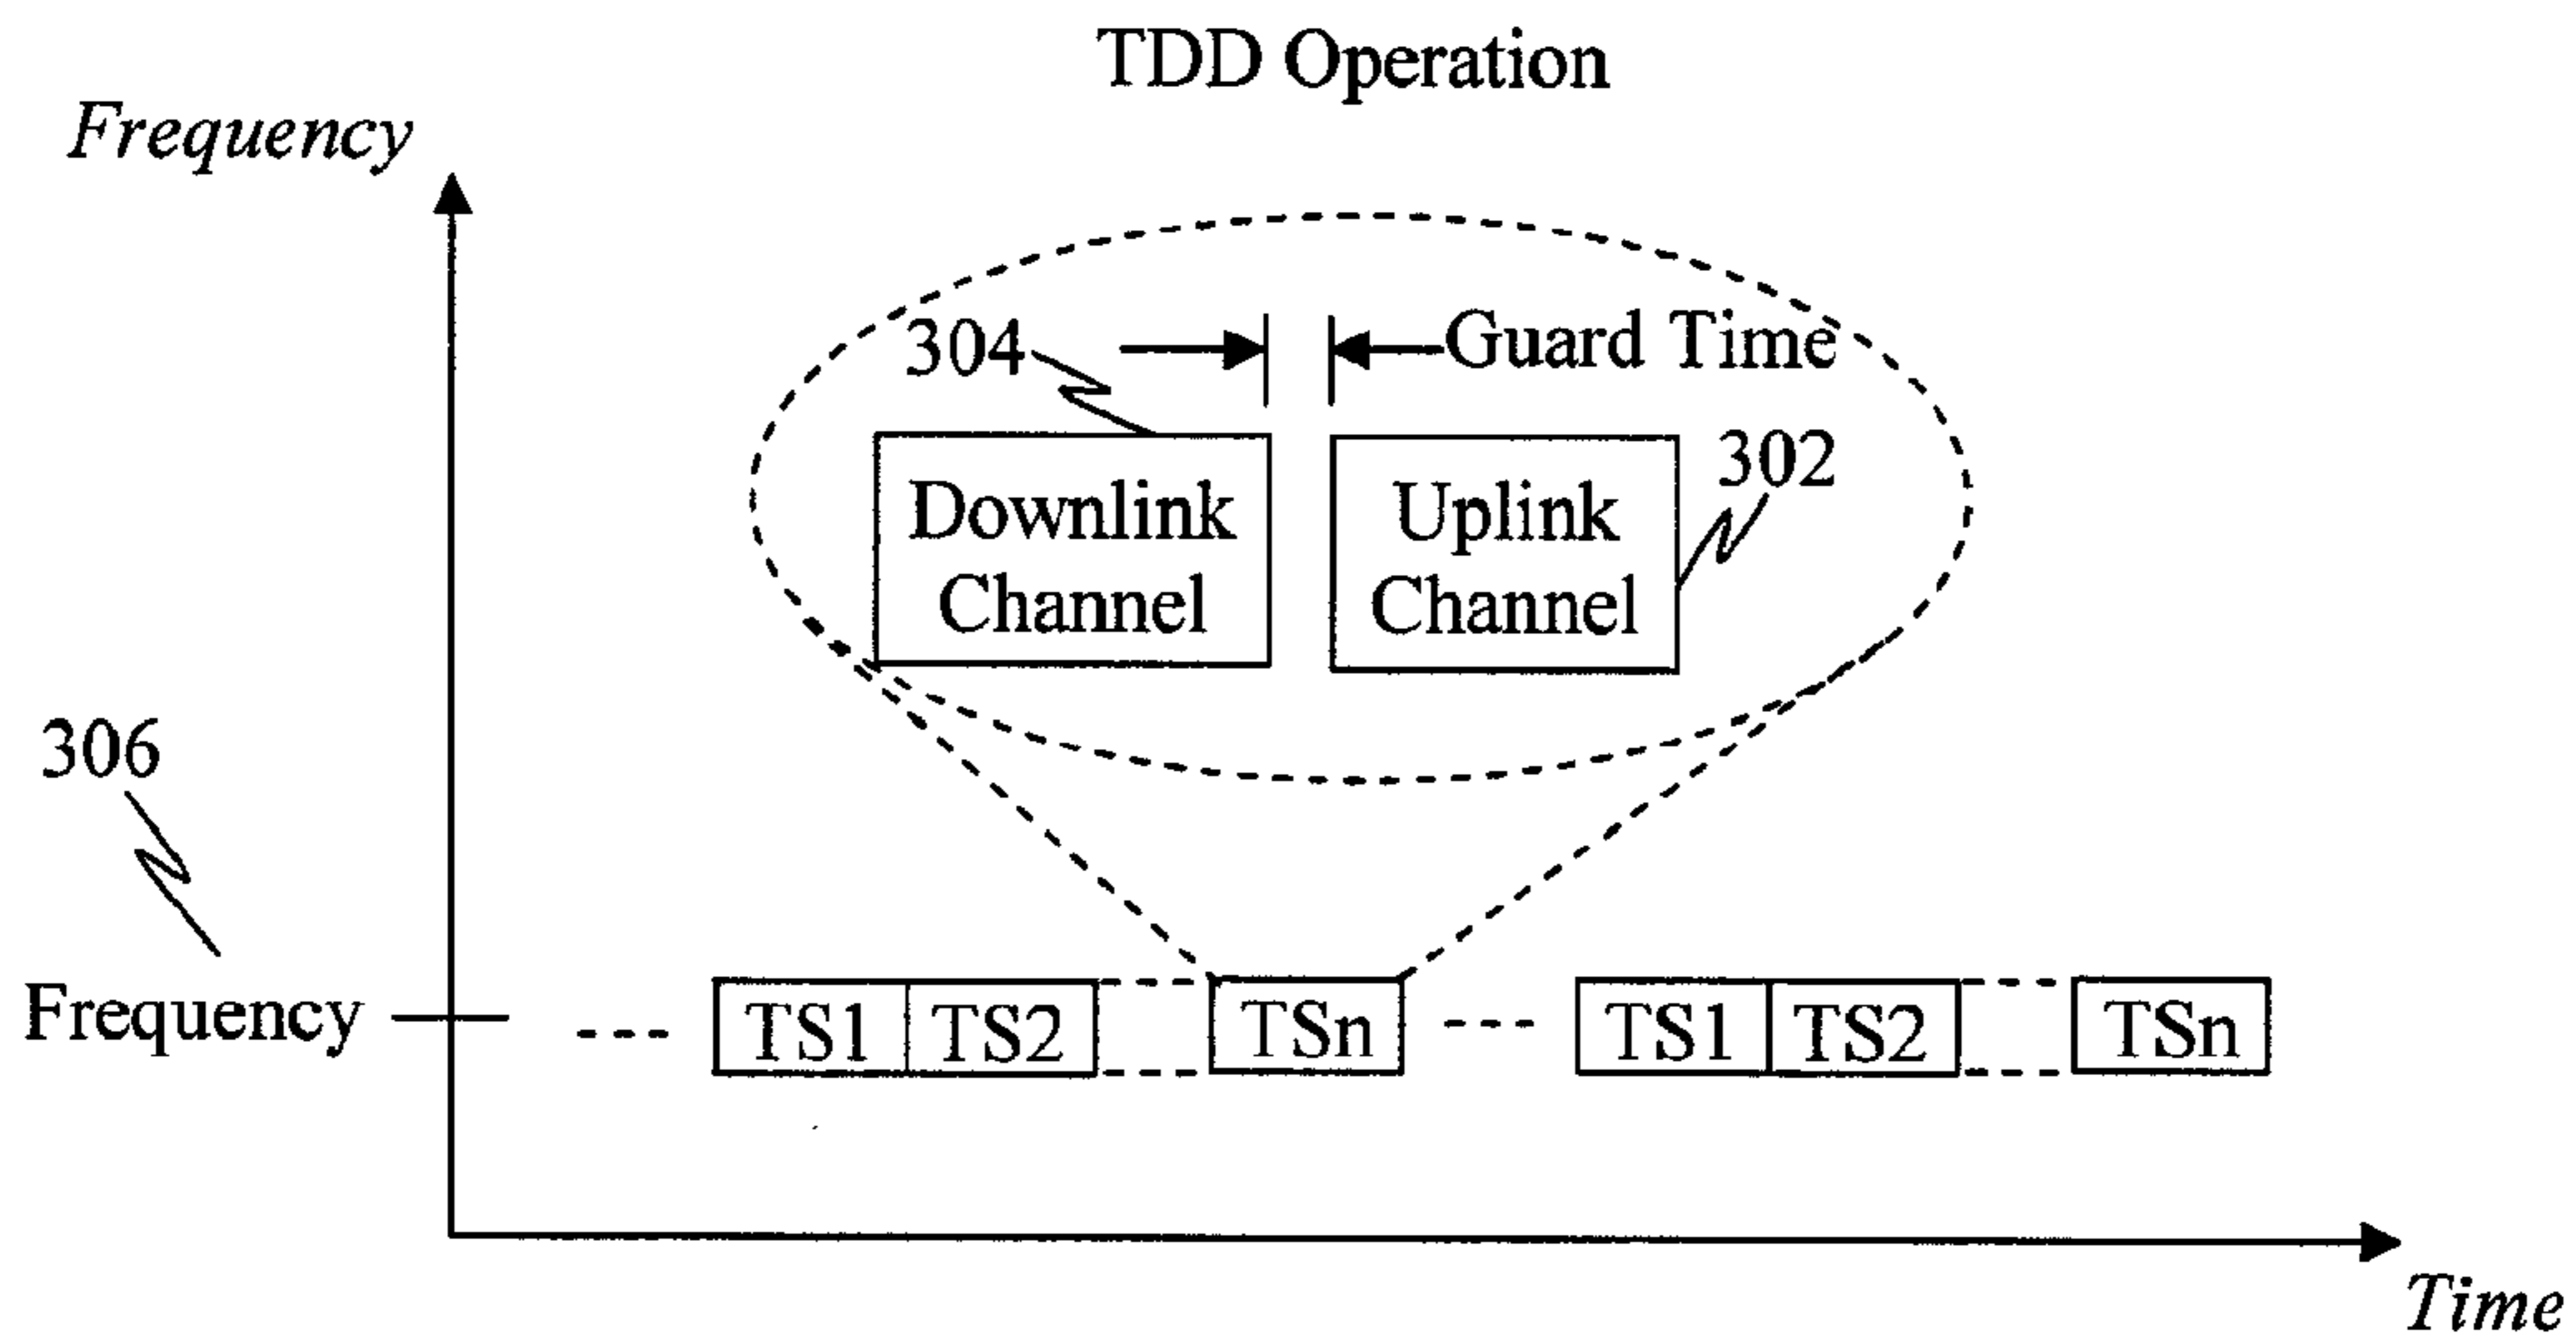 TDD Operation
Frequency
304
Guard Time
302
Downlink
Channel
Uplink
Channel
306
Frequency
TS1 TS2 TSn TS1 TS2 TSn
Time